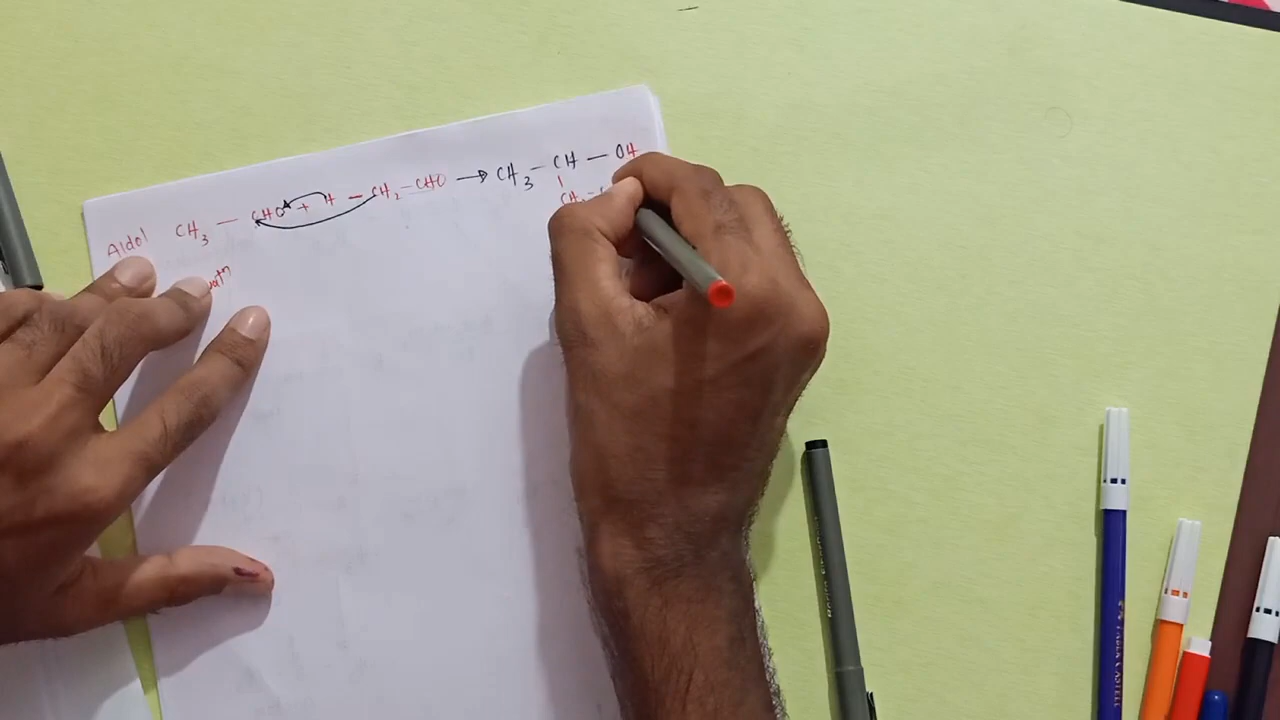 CH₃ — CHO + H — CH₂ — CHO → CH₃ — CH — OH
Aldol